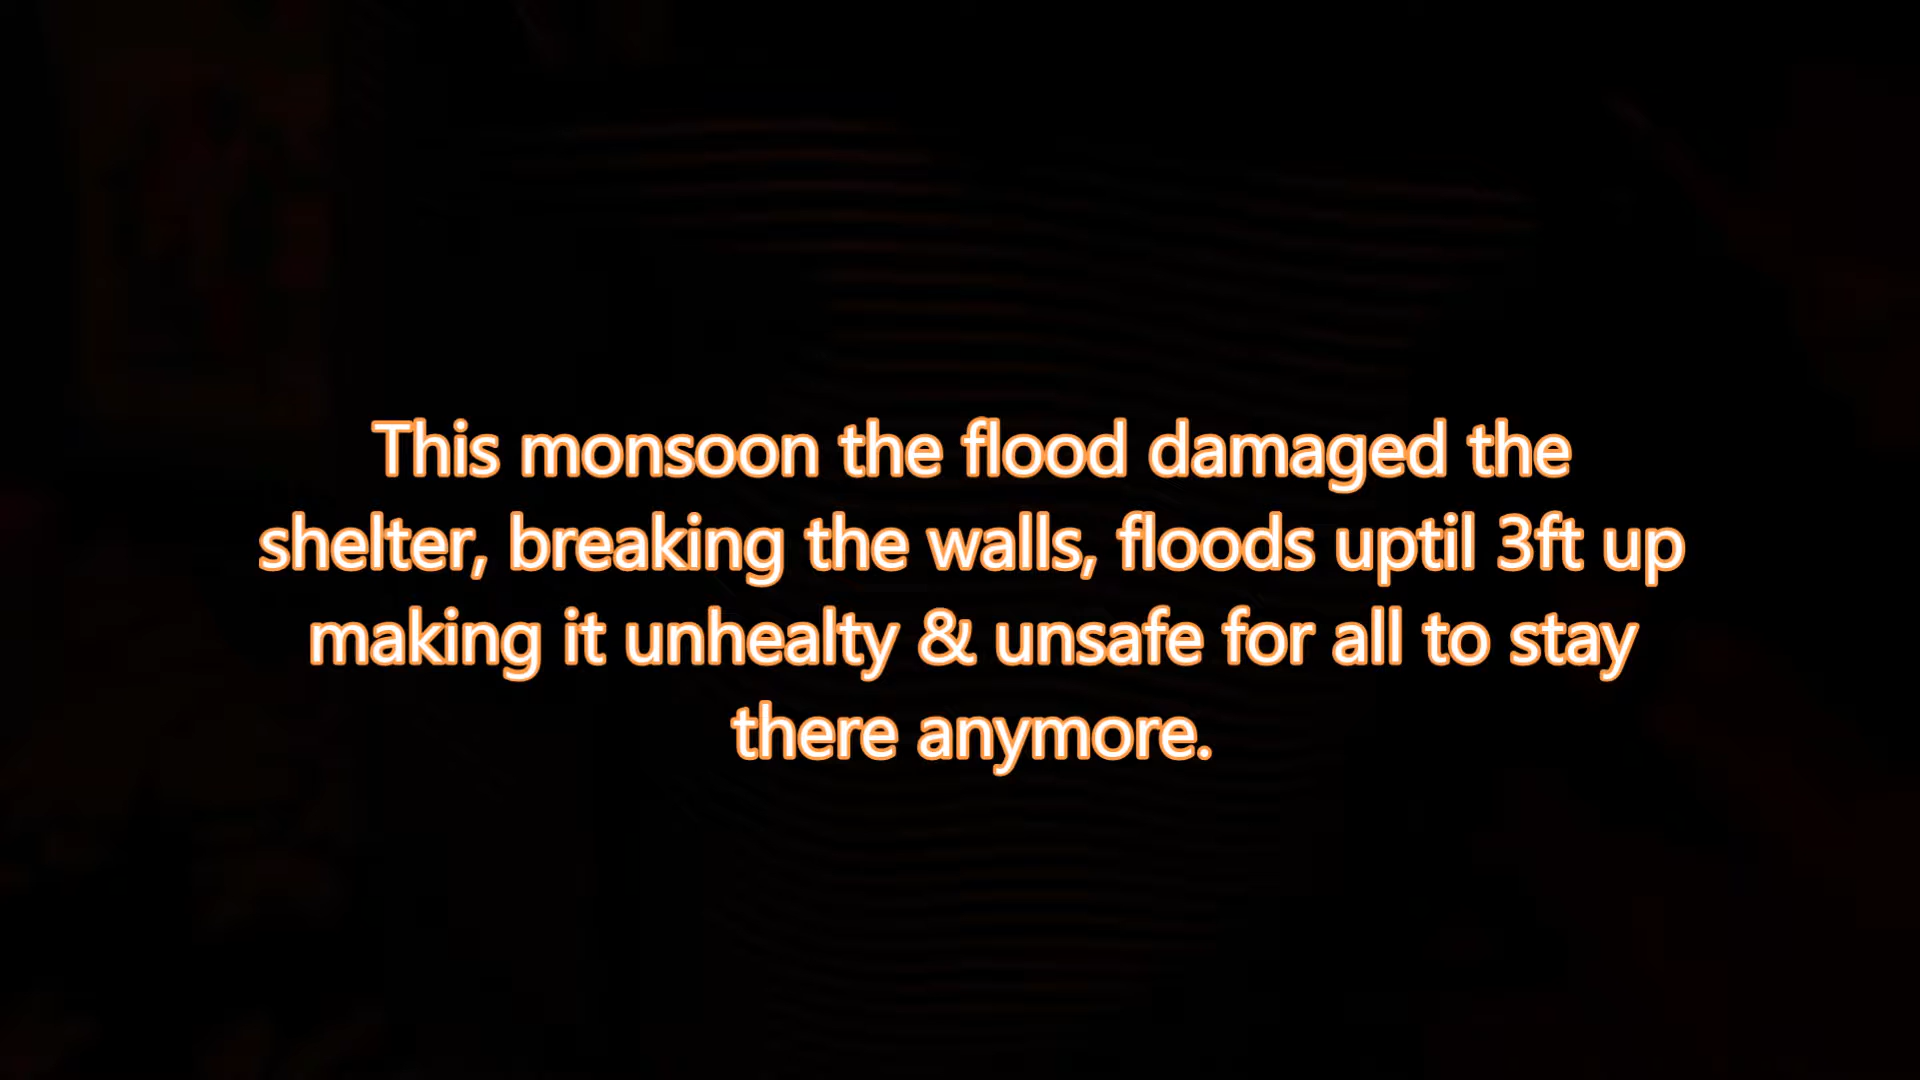 This monsoon the flood damaged the
shelter, breaking the walls, floods uptil 3ft up
making it unhealty & unsafe for all to stay
there anymore.